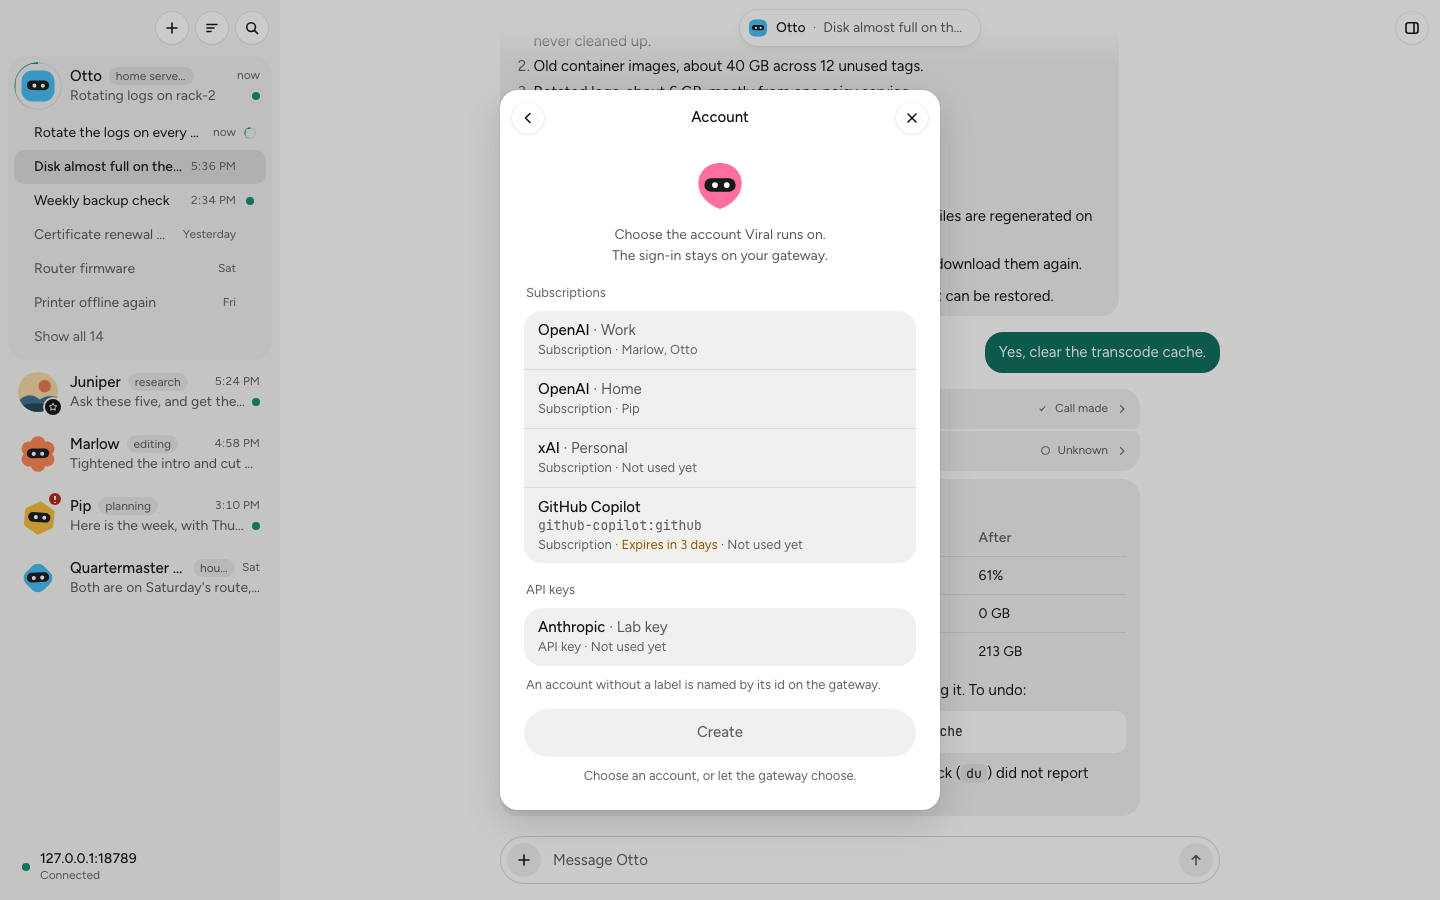 Otto · Disk almost full on th...
Otto home serve... now
Rotating logs on rack-2
Rotate the logs on every ... now
Disk almost full on the... 5:36 PM
Weekly backup check 2:34 PM
Certificate renewal ... Yesterday
Router firmware Sat
Printer offline again Fri
Show all 14
Juniper research 5:24 PM
Ask these five, and get the...
Marlow editing 4:58 PM
Tightened the intro and cut ...
Pip planning 3:10 PM
Here is the week, with Thu...
Quartermaster ... hou... Sat
Both are on Saturday's route,...
127.0.0.1:18789
Connected
never cleaned up.
2. Old container images, about 40 GB across 12 unused tags.
Account
Choose the account Viral runs on.
The sign-in stays on your gateway.
Subscriptions
OpenAI · Work
Subscription · Marlow, Otto
OpenAI · Home
Subscription · Pip
xAI · Personal
Subscription · Not used yet
GitHub Copilot
github-copilot:github
Subscription · Expires in 3 days · Not used yet
API keys
Anthropic · Lab key
API key · Not used yet
An account without a label is named by its id on the gateway.
Create
Choose an account, or let the gateway choose.
are regenerated on
download them again.
can be restored.
Yes, clear the transcode cache.
Call made
Unknown
After
61%
0 GB
213 GB
it. To undo:
(du) did not report
Message Otto